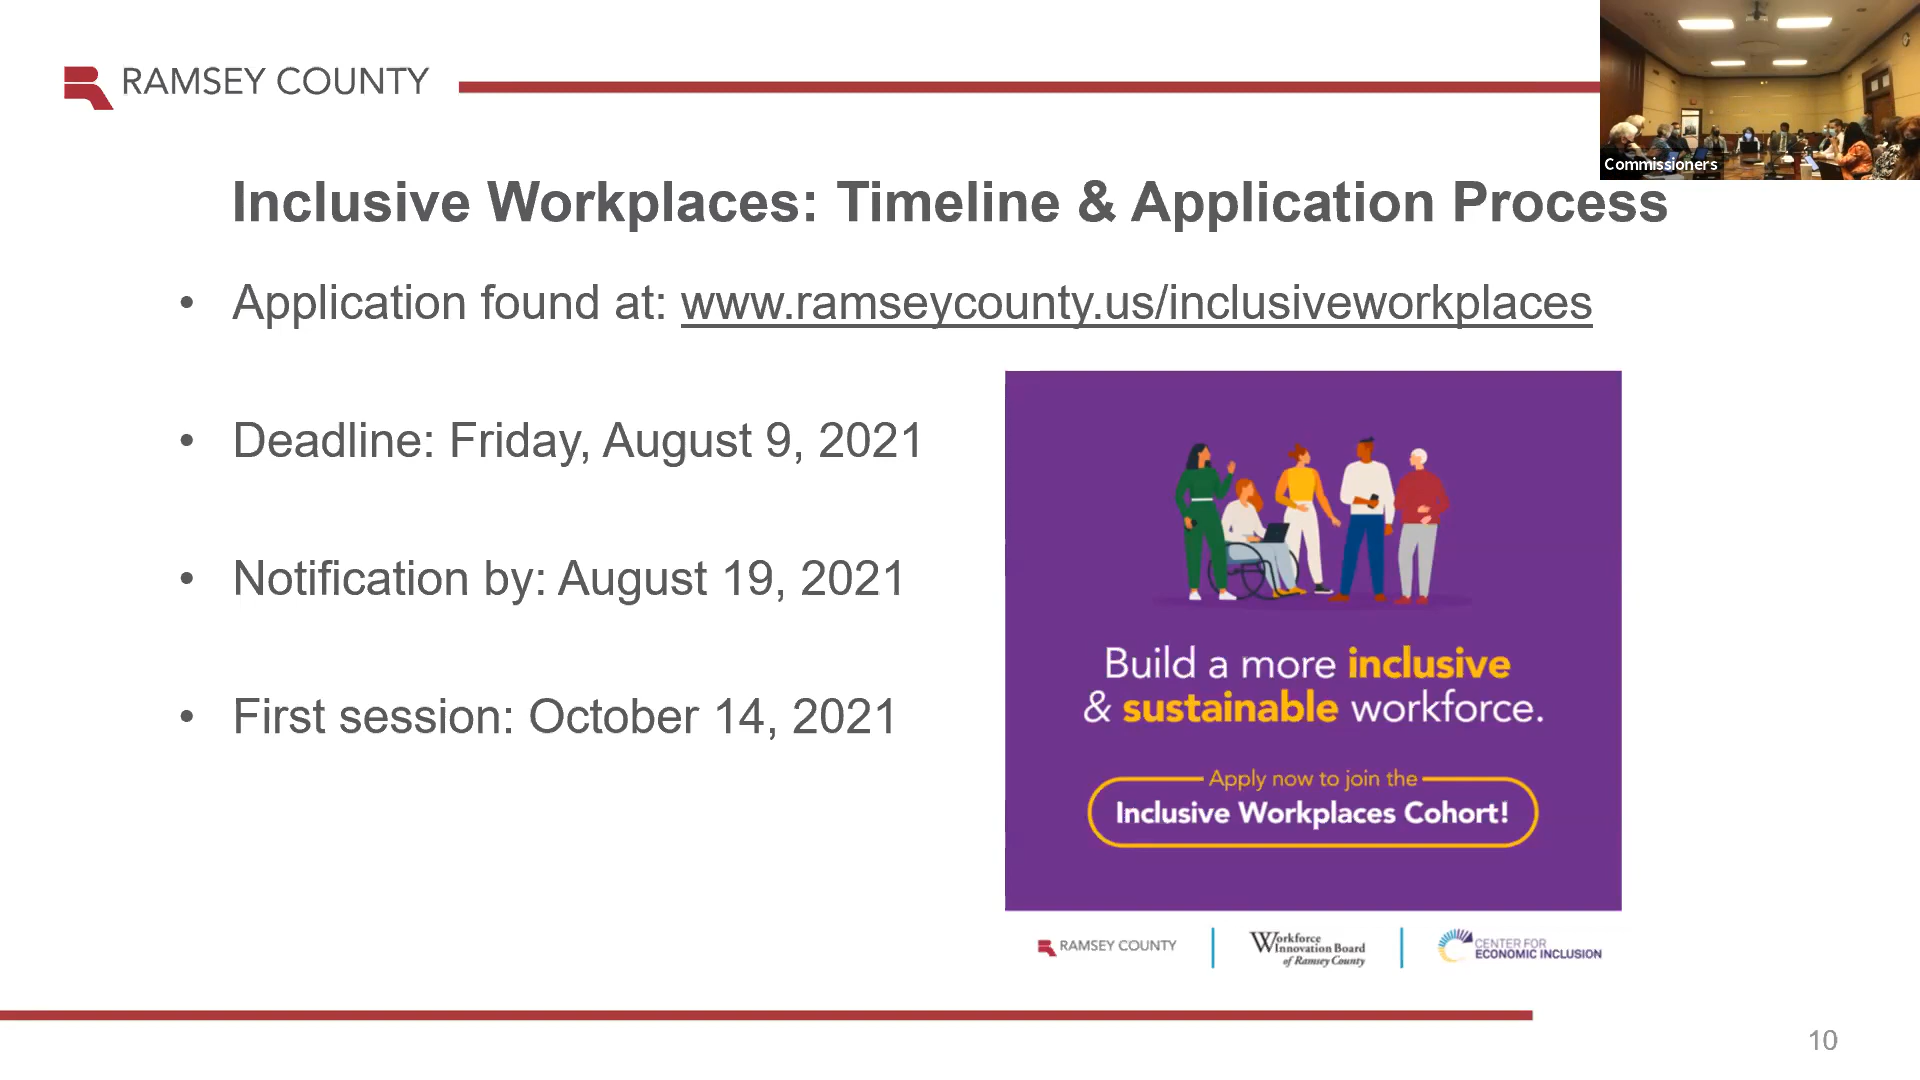 RAMSEY COUNTY
Commissioners
Inclusive Workplaces: Timeline & Application Process
• Application found at: www.ramseycounty.us/inclusiveworkplaces
• Deadline: Friday, August 9, 2021
• Notification by: August 19, 2021
• First session: October 14, 2021
Build a more inclusive
& sustainable workforce.
Apply now to join the
Inclusive Workplaces Cohort!
RAMSEY COUNTY
Workforce
Innovation Board
of Ramsey County
CENTER FOR
ECONOMIC INCLUSION
10